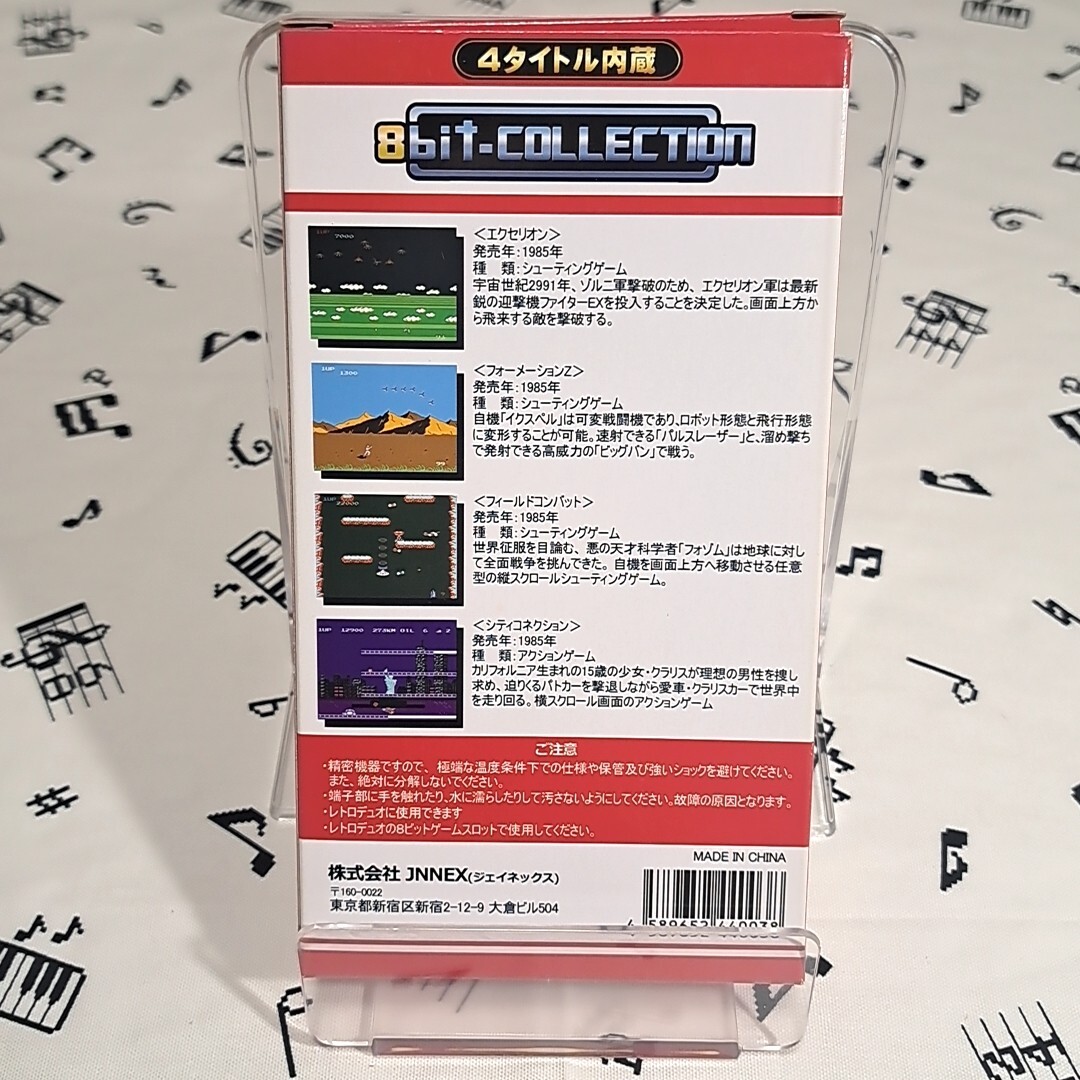 4タイトル内蔵
8bit-COLLECTION
1UP
7000
<エクセリオン>
発売年:1985年
種 類:シューティングゲーム
宇宙世紀2991年、ゾルニ軍撃破のため、エクセリオン軍は最新
鋭の迎撃機ファイターEXを投入することを決定した。画面上方か
ら飛来する敵を撃破する。
1UP 1300
<フォーメーションZ>
発売年:1985年
種 類:シューティングゲーム
自機「イクスペル」は可変戦闘機であり、ロボット形態と飛行形態
に変形することが可能。速射できる「パルスレーザー」と、溜め撃ち
で発射できる高威力の「ビッグバン」で戦う。
1UP
<フィールドコンバット>
発売年:1985年
種 類:シューティングゲーム
世界征服を目論む、悪の天才科学者「フォゾム」は地球に対し
て全面戦争を挑んできた。自機を画面上方へ移動させる任意
型の縦スクロールシューティングゲーム。
1UP 12900 273KM OIL 6 2
<シティコネクション>
発売年:1985年
種 類:アクションゲーム
カリフォルニア生まれの15歳の少女・クラリスが理想の男性を捜し
求め、迫りくるパトカーを撃退しながら愛車・クラリスカーで世界中
を走り回る。横スクロール画面のアクションゲーム
ご注意
・精密機器ですので、極端な温度条件下での仕様や保管及び強いショックを避けてください。
また、絶対に分解しないでください。
・端子部に手を触れたり、水に濡らしたりして汚さないようにしてください。故障の原因となります。
・レトロデュオに使用できます
・レトロデュオの8ビットゲームスロットで使用してください。
MADE IN CHINA
株式会社 JNNEX(ジェイネックス)
〒160-0022
東京都新宿区新宿2-12-9 大倉ビル504
4 589652 440038